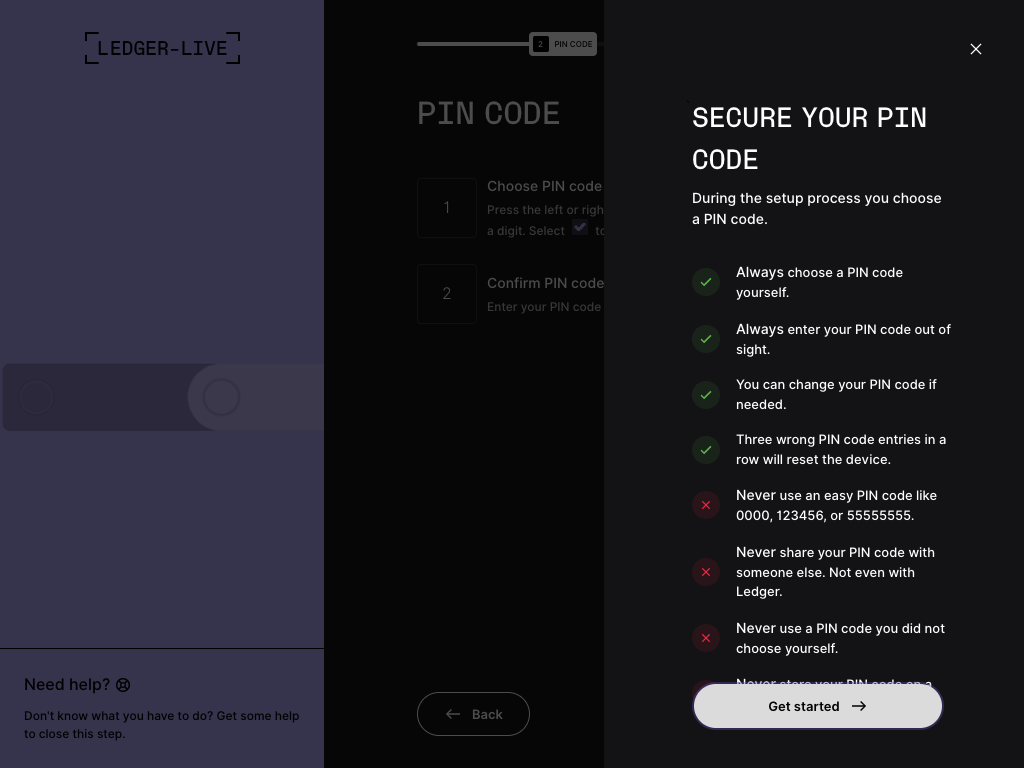 LEDGER-LIVE
2 PIN CODE
PIN CODE
1
Choose PIN code
Press the left or righ
a digit. Select to
2
Confirm PIN code
Enter your PIN code
Back
Need help?
Don't know what you have to do? Get some help
to close this step.
SECURE YOUR PIN
CODE
During the setup process you choose
a PIN code.
Always choose a PIN code
yourself.
Always enter your PIN code out of
sight.
You can change your PIN code if
needed.
Three wrong PIN code entries in a
row will reset the device.
Never use an easy PIN code like
0000, 123456, or 55555555.
Never share your PIN code with
someone else. Not even with
Ledger.
Never use a PIN code you did not
choose yourself.
Never store your PIN code on a
Get started